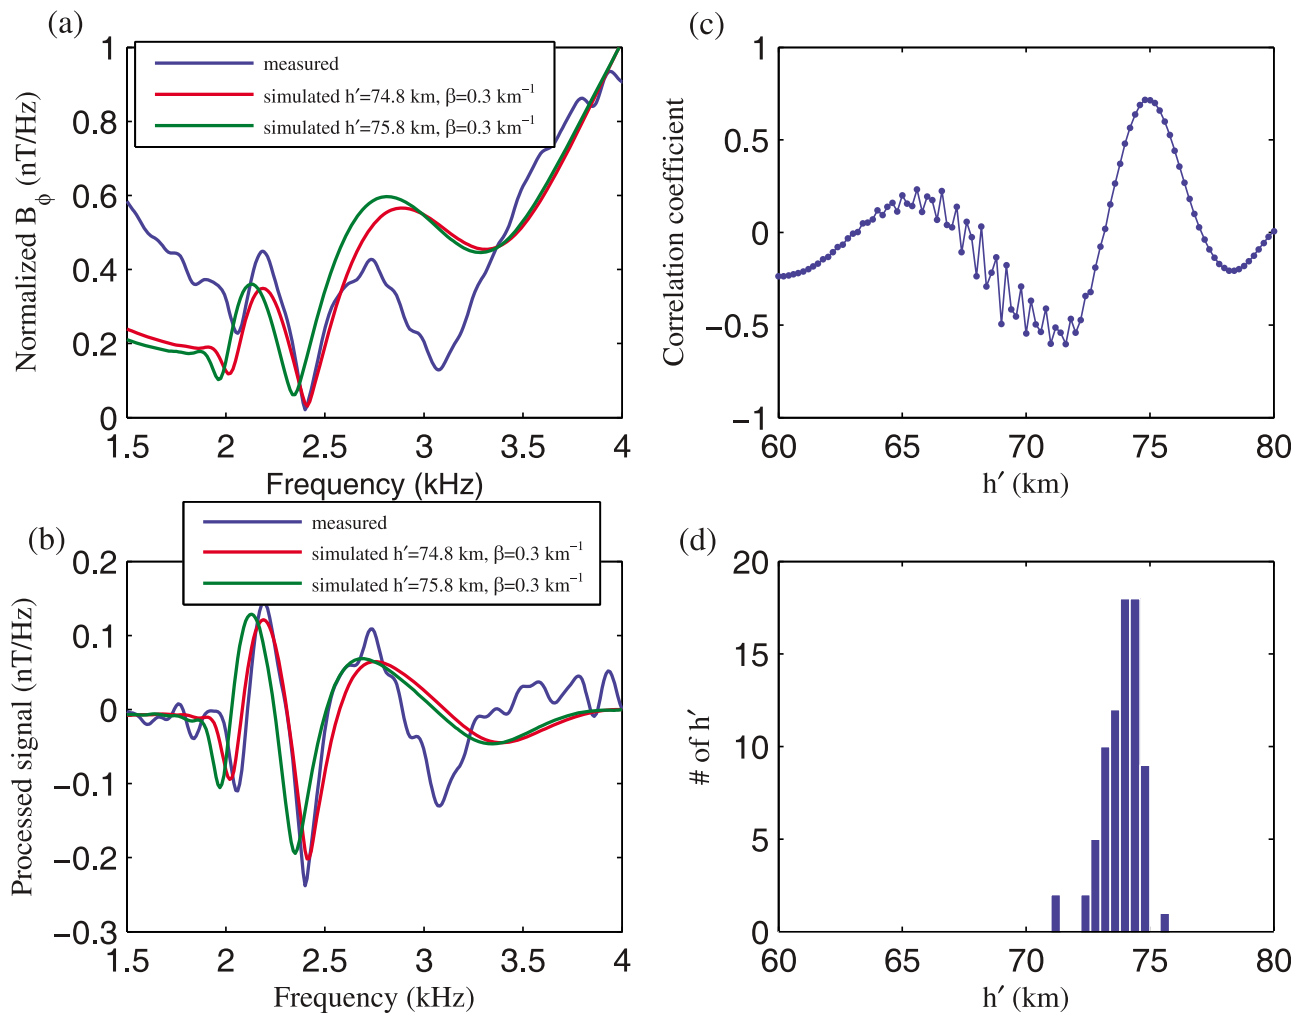 (a)
Normalized B_ϕ (nT/Hz)
1
0.8
0.6
0.4
0.2
0
measured
simulated h′=74.8 km, β=0.3 km⁻¹
simulated h′=75.8 km, β=0.3 km⁻¹
1.5 2 2.5 3 3.5 4
Frequency (kHz)
(c)
Correlation coefficient
1
0.5
0
−0.5
−1
60 65 70 75 80
h′ (km)
(b)
Processed signal (nT/Hz)
0.2
0.1
0
−0.1
−0.2
−0.3
measured
simulated h′=74.8 km, β=0.3 km⁻¹
simulated h′=75.8 km, β=0.3 km⁻¹
1.5 2 2.5 3 3.5 4
Frequency (kHz)
(d)
# of h′
20
15
10
5
0
60 65 70 75 80
h′ (km)